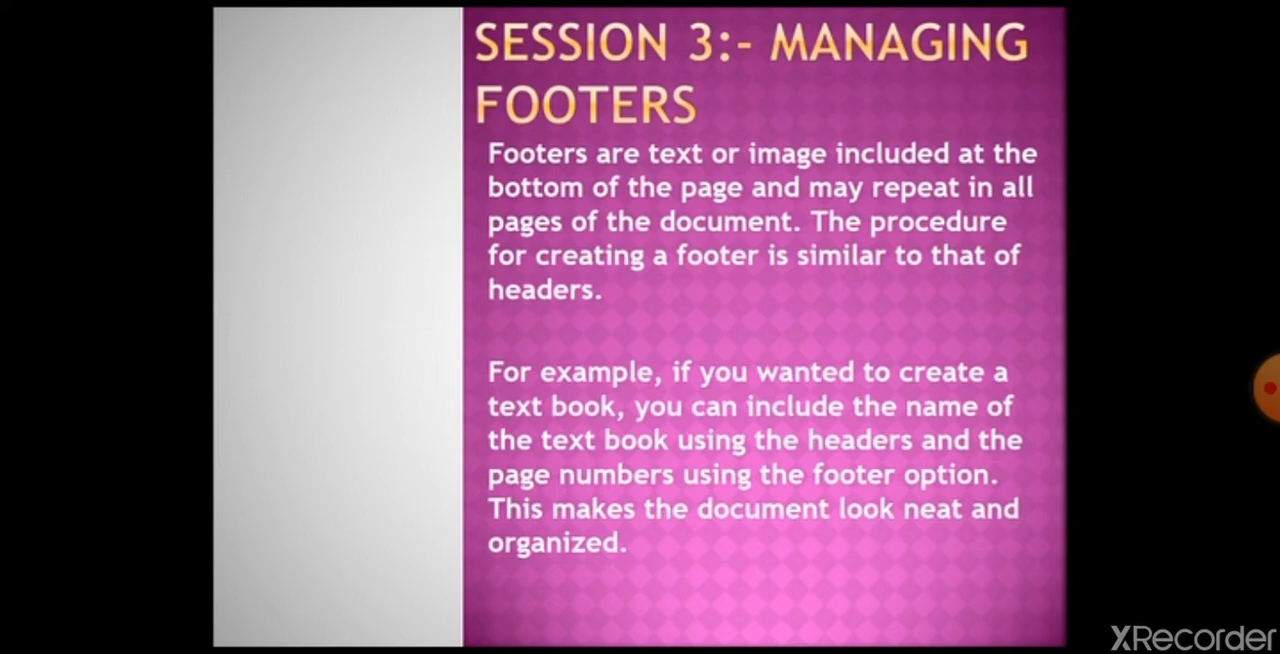 SESSION 3:- MANAGING
FOOTERS
Footers are text or image included at the
bottom of the page and may repeat in all
pages of the document. The procedure
for creating a footer is similar to that of
headers.
For example, if you wanted to create a
text book, you can include the name of
the text book using the headers and the
page numbers using the footer option.
This makes the document look neat and
organized.
XRecorder